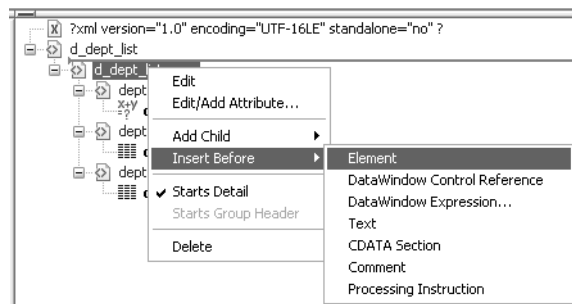 ?xml version="1.0" encoding="UTF-16LE" standalone="no" ?
d_dept_list
d_dept_
Edit
dept
Edit/Add Attribute...
x+y
=?
dept
Add Child
Insert Before
Element
dept
DataWindow Control Reference
Starts Detail
DataWindow Expression...
Starts Group Header
Text
CDATA Section
Delete
Comment
Processing Instruction